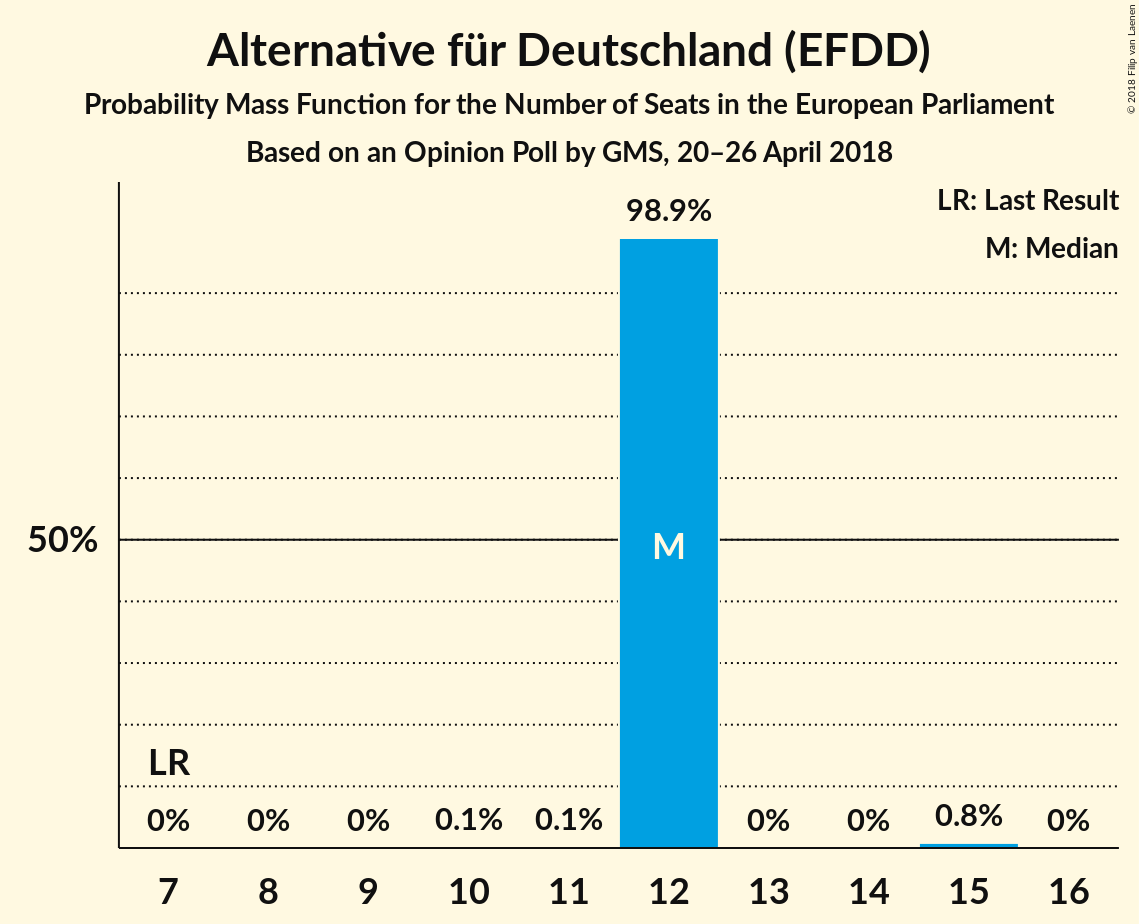 Alternative für Deutschland (EFDD)
Probability Mass Function for the Number of Seats in the European Parliament
Based on an Opinion Poll by GMS, 20–26 April 2018
© 2018 Filip van Laenen
LR: Last Result
M: Median
98.9%
50%
M
LR
0% 0% 0% 0.1% 0.1% 0% 0% 0.8% 0%
7 8 9 10 11 12 13 14 15 16